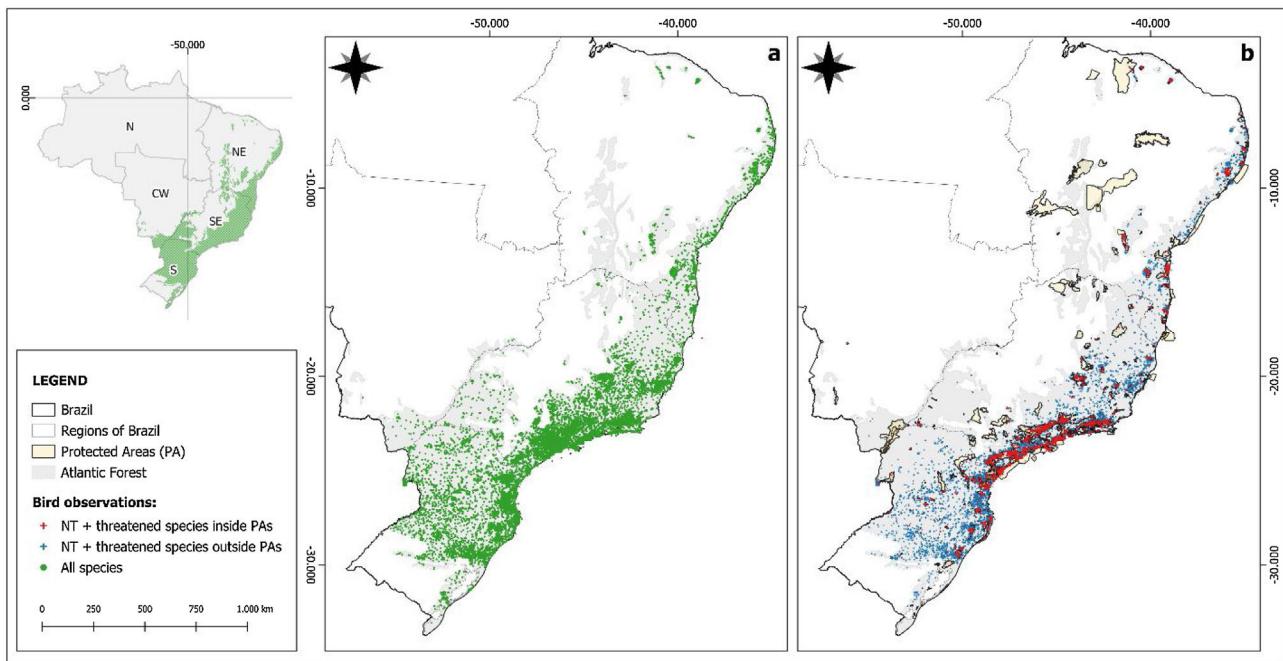 -50.000
0.000
N
NE
CW
SE
S
LEGEND
Brazil
Regions of Brazil
Protected Areas (PA)
Atlantic Forest
Bird observations:
NT + threatened species inside PAs
NT + threatened species outside PAs
All species
0 250 500 750 1.000 km
-50.000 -40.000
a
-10.000
-20.000
-30.000
-50.000 -40.000
b
-10.000
-20.000
-30.000